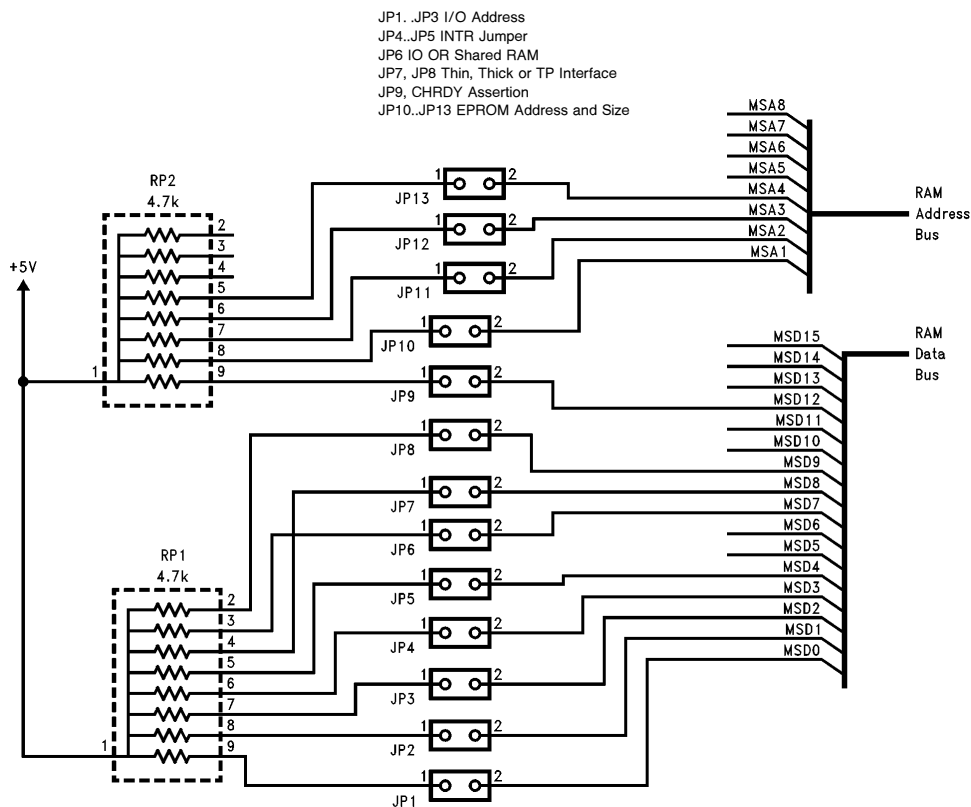 JP1. .JP3 I/O Address
JP4..JP5 INTR Jumper
JP6 IO OR Shared RAM
JP7, JP8 Thin, Thick or TP Interface
JP9, CHRDY Assertion
JP10..JP13 EPROM Address and Size
MSA8
MSA7
MSA6
MSA5
MSA4
MSA3
MSA2
MSA1
RAM
Address
Bus
RP2
4.7k
2
3
4
5
6
7
8
9
1
+5V
1 2
JP13
1 2
JP12
1 2
JP11
1 2
JP10
1 2
JP9
1 2
JP8
1 2
JP7
1 2
JP6
1 2
JP5
1 2
JP4
1 2
JP3
1 2
JP2
1 2
JP1
RAM
Data
Bus
MSD15
MSD14
MSD13
MSD12
MSD11
MSD10
MSD9
MSD8
MSD7
MSD6
MSD5
MSD4
MSD3
MSD2
MSD1
MSD0
RP1
4.7k
2
3
4
5
6
7
8
9
1